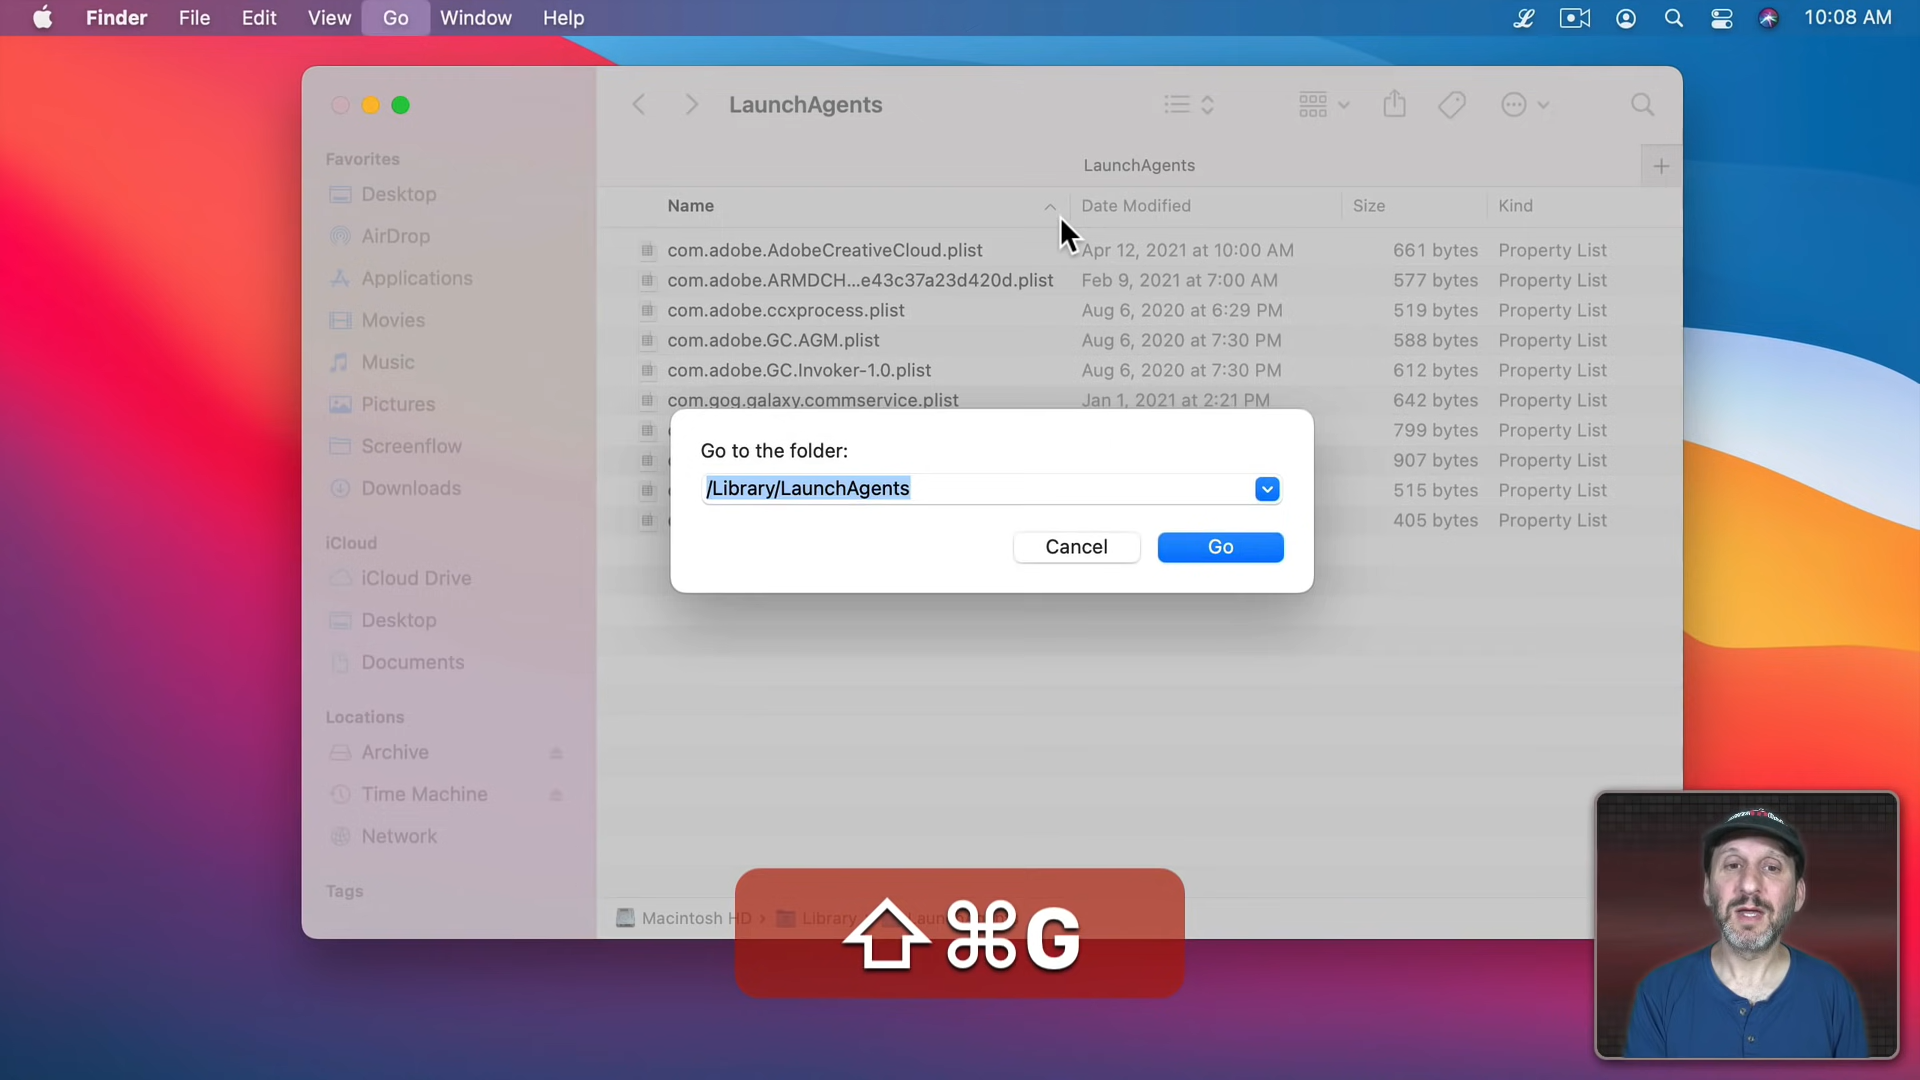 Finder File Edit View Go Window Help 10:08 AM
LaunchAgents
LaunchAgents
Favorites
Desktop
AirDrop
Applications
Movies
Music
Pictures
Screenflow
Downloads
iCloud
iCloud Drive
Desktop
Documents
Locations
Archive
Time Machine
Network
Tags
Name Date Modified Size Kind
com.adobe.AdobeCreativeCloud.plist Apr 12, 2021 at 10:00 AM 661 bytes Property List
com.adobe.ARMDCH...e43c37a23d420d.plist Feb 9, 2021 at 7:00 AM 577 bytes Property List
com.adobe.ccxprocess.plist Aug 6, 2020 at 6:29 PM 519 bytes Property List
com.adobe.GC.AGM.plist Aug 6, 2020 at 7:30 PM 588 bytes Property List
com.adobe.GC.Invoker-1.0.plist Aug 6, 2020 at 7:30 PM 612 bytes Property List
com.gog.galaxy.commservice.plist Jan 1, 2021 at 2:21 PM 642 bytes Property List
799 bytes Property List
907 bytes Property List
515 bytes Property List
405 bytes Property List
Go to the folder:
/Library/LaunchAgents
Cancel Go
Macintosh HD › Library
⇧⌘G